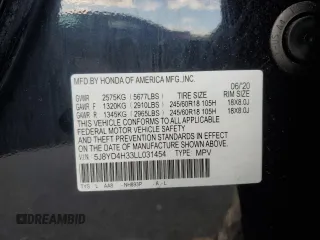 MFD.BY HONDA OF AMERICA MFG.,INC.
06/20
GVWR 2575KG 5677LBS TIRE SIZE RIM SIZE
GAWR F 1320KG 2910LBS 245/60R18 105H 18X8.0J
GAWR R 1345KG 2965LBS 245/60R18 105H 18X8.0J
THIS VEHICLE CONFORMS TO ALL APPLICABLE
FEDERAL MOTOR VEHICLE SAFETY AND
THEFT PREVENTION STANDARDS IN EFFECT ON
THE DATE OF MANUFACTURE SHOWN ABOVE.
5J8YD4H33LL031454 TYPE: MPV